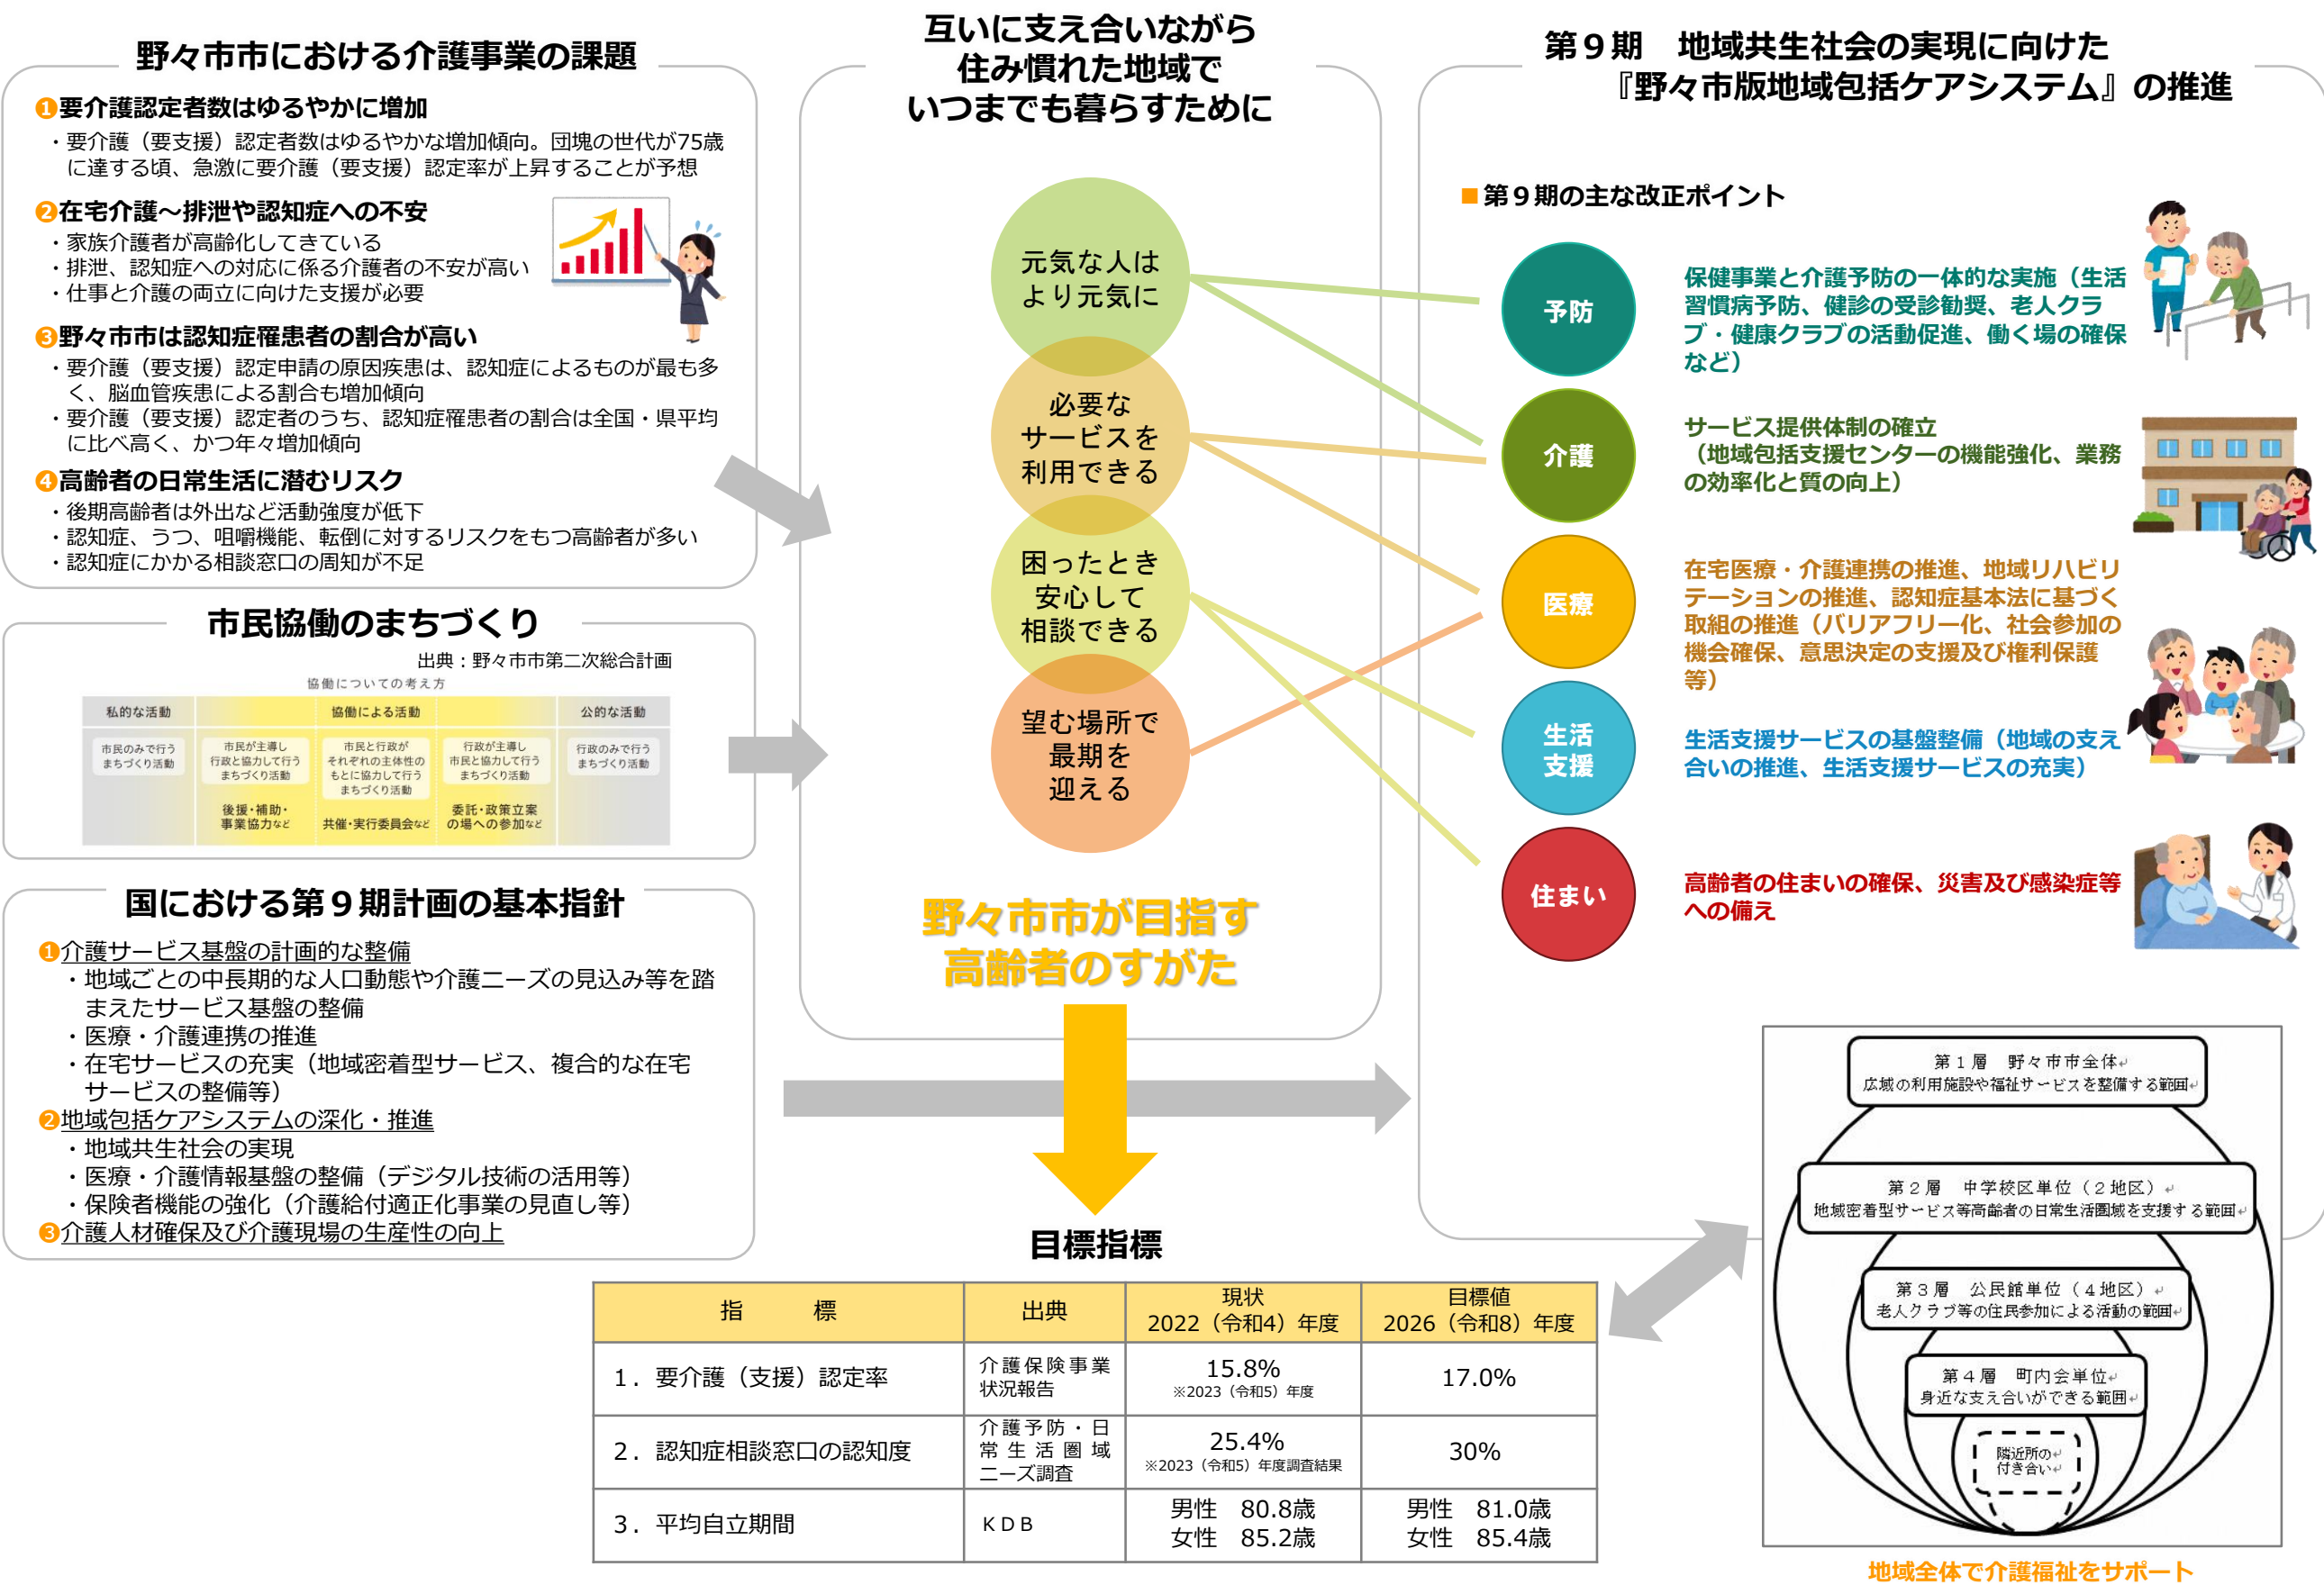 野々市市における介護事業の課題
❶要介護認定者数はゆるやかに増加
・要介護（要支援）認定者数はゆるやかな増加傾向。団塊の世代が75歳
に達する頃、急激に要介護（要支援）認定率が上昇することが予想
❷在宅介護～排泄や認知症への不安
・家族介護者が高齢化してきている
・排泄、認知症への対応に係る介護者の不安が高い
・仕事と介護の両立に向けた支援が必要
❸野々市市は認知症罹患者の割合が高い
・要介護（要支援）認定申請の原因疾患は、認知症によるものが最も多
く、脳血管疾患による割合も増加傾向
・要介護（要支援）認定者のうち、認知症罹患者の割合は全国・県平均
に比べ高く、かつ年々増加傾向
❹高齢者の日常生活に潜むリスク
・後期高齢者は外出など活動強度が低下
・認知症、うつ、咀嚼機能、転倒に対するリスクをもつ高齢者が多い
・認知症にかかる相談窓口の周知が不足
市民協働のまちづくり
出典：野々市市第二次総合計画
協働についての考え方
私的な活動
協働による活動
公的な活動
市民のみで行う
まちづくり活動
市民が主導し
行政と協力して行う
まちづくり活動
市民と行政が
それぞれの主体性の
もとに協力して行う
まちづくり活動
行政が主導し
市民と協力して行う
まちづくり活動
行政のみで行う
まちづくり活動
後援・補助・
事業協力など
共催・実行委員会など
委託・政策立案
の場への参加など
国における第９期計画の基本指針
❶介護サービス基盤の計画的な整備
・地域ごとの中長期的な人口動態や介護ニーズの見込み等を踏
まえたサービス基盤の整備
・医療・介護連携の推進
・在宅サービスの充実（地域密着型サービス、複合的な在宅
サービスの整備等）
❷地域包括ケアシステムの深化・推進
・地域共生社会の実現
・医療・介護情報基盤の整備（デジタル技術の活用等）
・保険者機能の強化（介護給付適正化事業の見直し等）
❸介護人材確保及び介護現場の生産性の向上
互いに支え合いながら
住み慣れた地域で
いつまでも暮らすために
元気な人は
より元気に
必要な
サービスを
利用できる
困ったとき
安心して
相談できる
望む場所で
最期を
迎える
野々市市が目指す
高齢者のすがた
第９期　地域共生社会の実現に向けた
『野々市版地域包括ケアシステム』の推進
■第９期の主な改正ポイント
予防
保健事業と介護予防の一体的な実施（生活
習慣病予防、健診の受診勧奨、老人クラ
ブ・健康クラブの活動促進、働く場の確保
など）
介護
サービス提供体制の確立
（地域包括支援センターの機能強化、業務
の効率化と質の向上）
医療
在宅医療・介護連携の推進、地域リハビリ
テーションの推進、認知症基本法に基づく
取組の推進（バリアフリー化、社会参加の
機会確保、意思決定の支援及び権利保護
等）
生活
支援
生活支援サービスの基盤整備（地域の支え
合いの推進、生活支援サービスの充実）
住まい
高齢者の住まいの確保、災害及び感染症等
への備え
目標指標
指　標
出典
現状
2022（令和4）年度
目標値
2026（令和8）年度
1．要介護（支援）認定率
介護保険事業
状況報告
15.8%
※2023（令和5）年度
17.0%
2．認知症相談窓口の認知度
介護予防・日
常生活圏域
ニーズ調査
25.4%
※2023（令和5）年度調査結果
30%
3．平均自立期間
ＫＤＢ
男性　80.8歳
女性　85.2歳
男性　81.0歳
女性　85.4歳
第１層　野々市市全体↵
広域の利用施設や福祉サービスを整備する範囲↵
第２層　中学校区単位（２地区）↵
地域密着型サービス等高齢者の日常生活圏域を支援する範囲↵
第３層　公民館単位（４地区）↵
老人クラブ等の住民参加による活動の範囲↵
第４層　町内会単位↵
身近な支え合いができる範囲↵
隣近所の↵
付き合い↵
地域全体で介護福祉をサポート